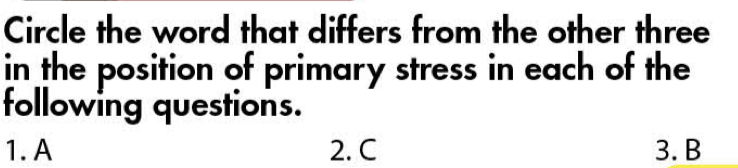 Circle the word that differs from the other three
in the position of primary stress in each of the
following questions.
1. A 2. C 3. B